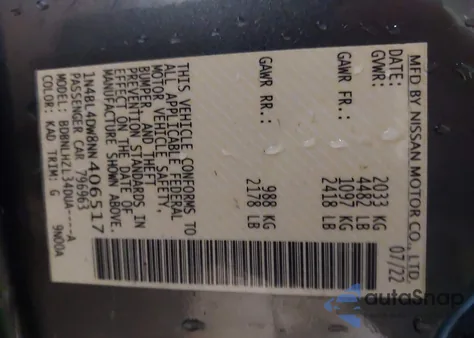 MFD BY NISSAN MOTOR CO., LTD.
07/22
GVWR: 2033 KG
4482 LB
GAWR FR.: 1097 KG
2418 LB
GAWR RR.: 988 KG
2178 LB
THIS VEHICLE CONFORMS TO
ALL APPLICABLE FEDERAL
MOTOR VEHICLE SAFETY,
BUMPER, AND THEFT
PREVENTION STANDARDS IN
EFFECT ON THE DATE OF
MANUFACTURE SHOWN ABOVE.
1N4BL4DW8NN406517
PASSENGER CAR 796963
MODEL: BDBNLHZL34DUA----A
COLOR: KAD TRIM: G 9N00A
autoSnap